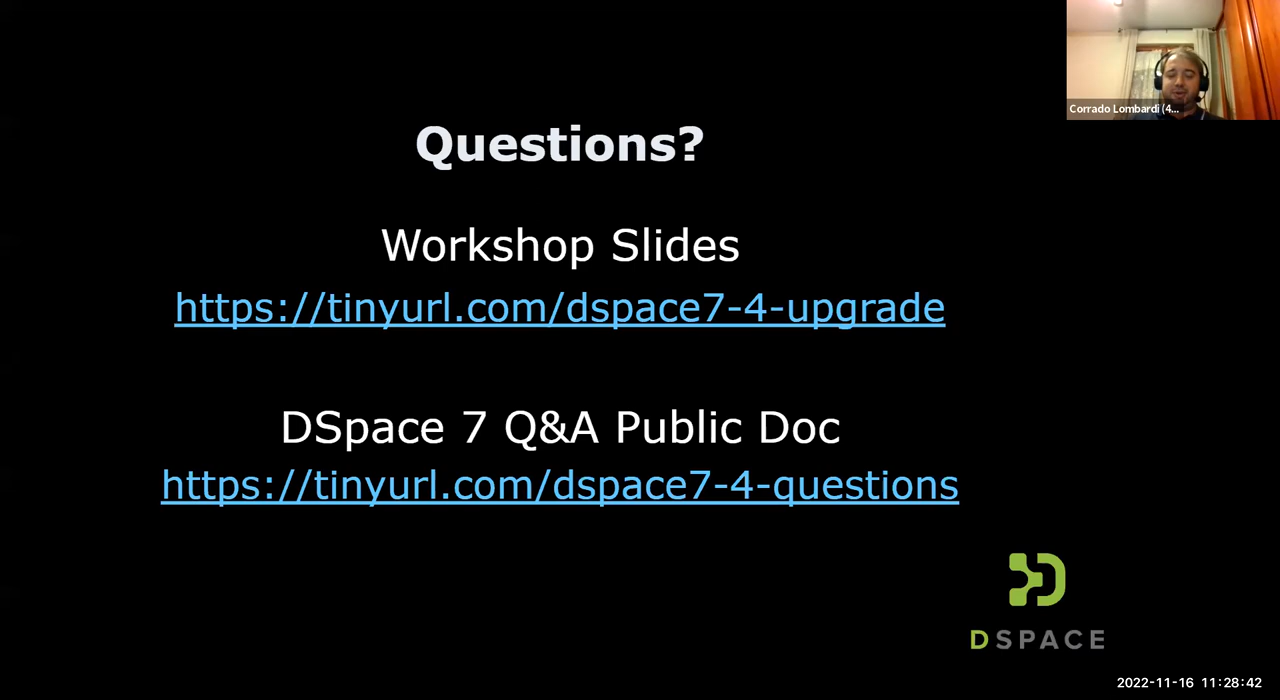 Corrado Lombardi (4...
Questions?
Workshop Slides
https://tinyurl.com/dspace7-4-upgrade
DSpace 7 Q&A Public Doc
https://tinyurl.com/dspace7-4-questions
DSPACE
2022-11-16 11:28:42